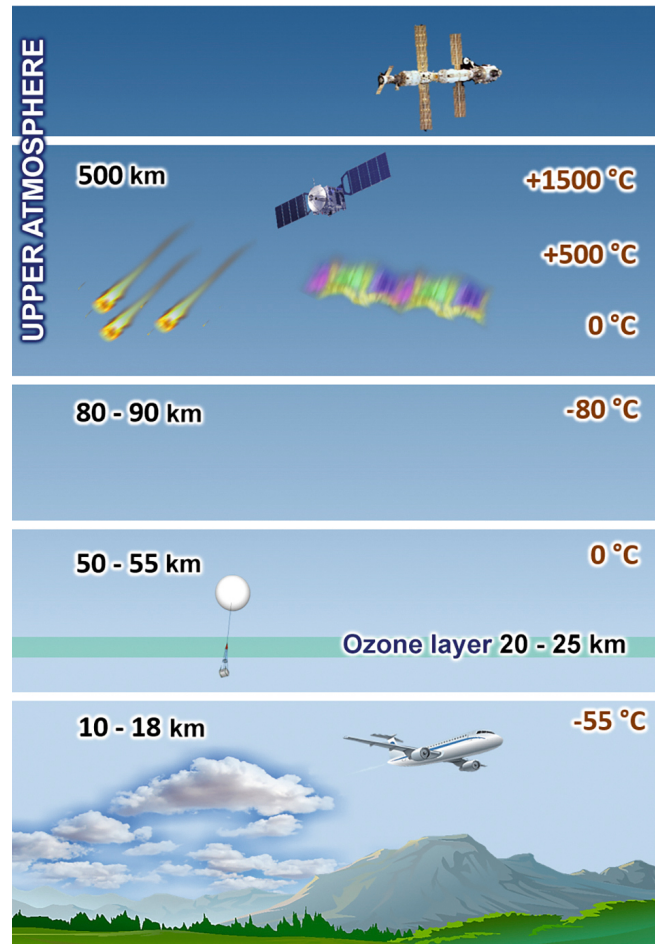 UPPER ATMOSPHERE
500 km
+1500 °C
+500 °C
0 °C
80 - 90 km
-80 °C
50 - 55 km
0 °C
Ozone layer 20 - 25 km
10 - 18 km
-55 °C